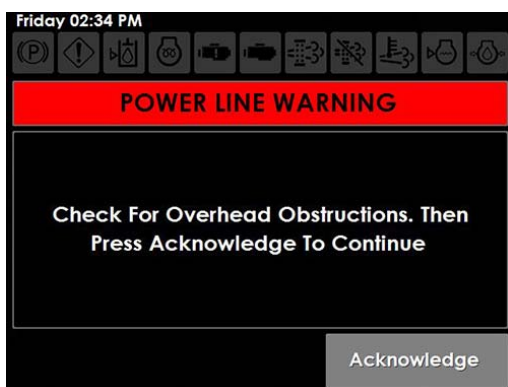 Friday 02:34 PM
POWER LINE WARNING
Check For Overhead Obstructions. Then
Press Acknowledge To Continue
Acknowledge